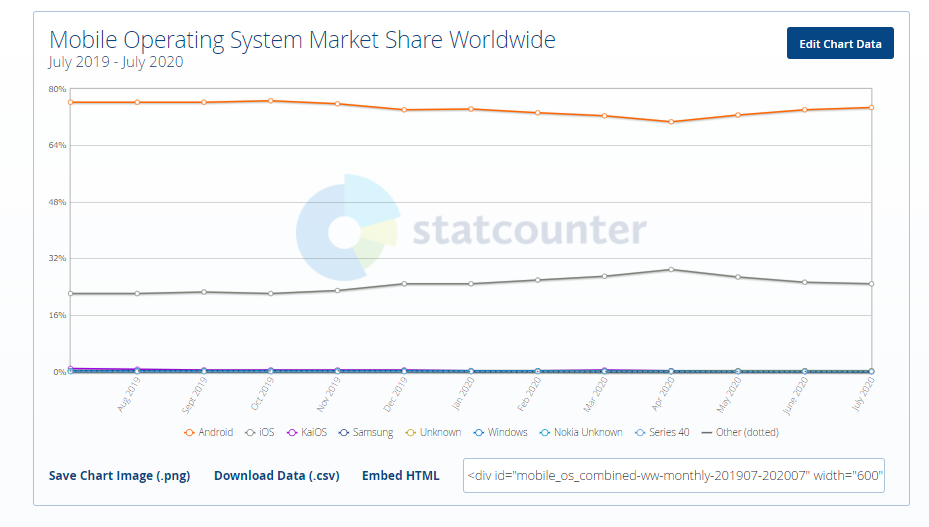 Mobile Operating System Market Share Worldwide
July 2019 - July 2020
Edit Chart Data
80%
64%
48%
32%
16%
0%
statcounter
Aug 2019
Sept 2019
Oct 2019
Nov 2019
Dec 2019
Jan 2020
Feb 2020
Mar 2020
Apr 2020
May 2020
June 2020
July 2020
Android iOS KaiOS Samsung Unknown Windows Nokia Unknown Series 40 Other (dotted)
Save Chart Image (.png) Download Data (.csv) Embed HTML <div id="mobile_os_combined-ww-monthly-201907-202007" width="600"